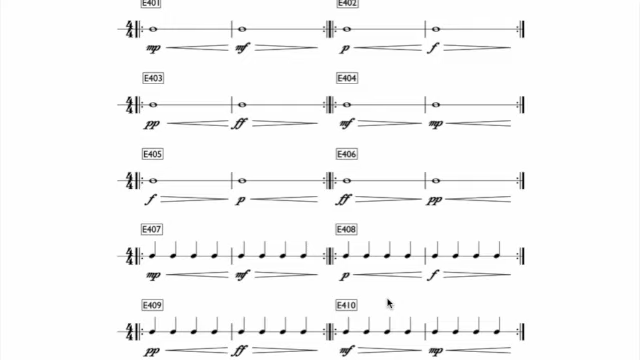 E401 E402
4/4
mp mf p f
E403 E404
4/4
pp ff mf mp
E405 E406
4/4
f p ff pp
E407 E408
4/4
mp mf p f
E409 E410
4/4
pp ff mf mp